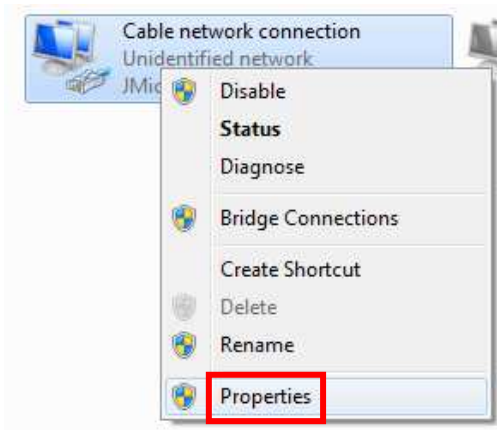 Cable network connection
Unidentified network
JMic
Disable
Status
Diagnose
Bridge Connections
Create Shortcut
Delete
Rename
Properties